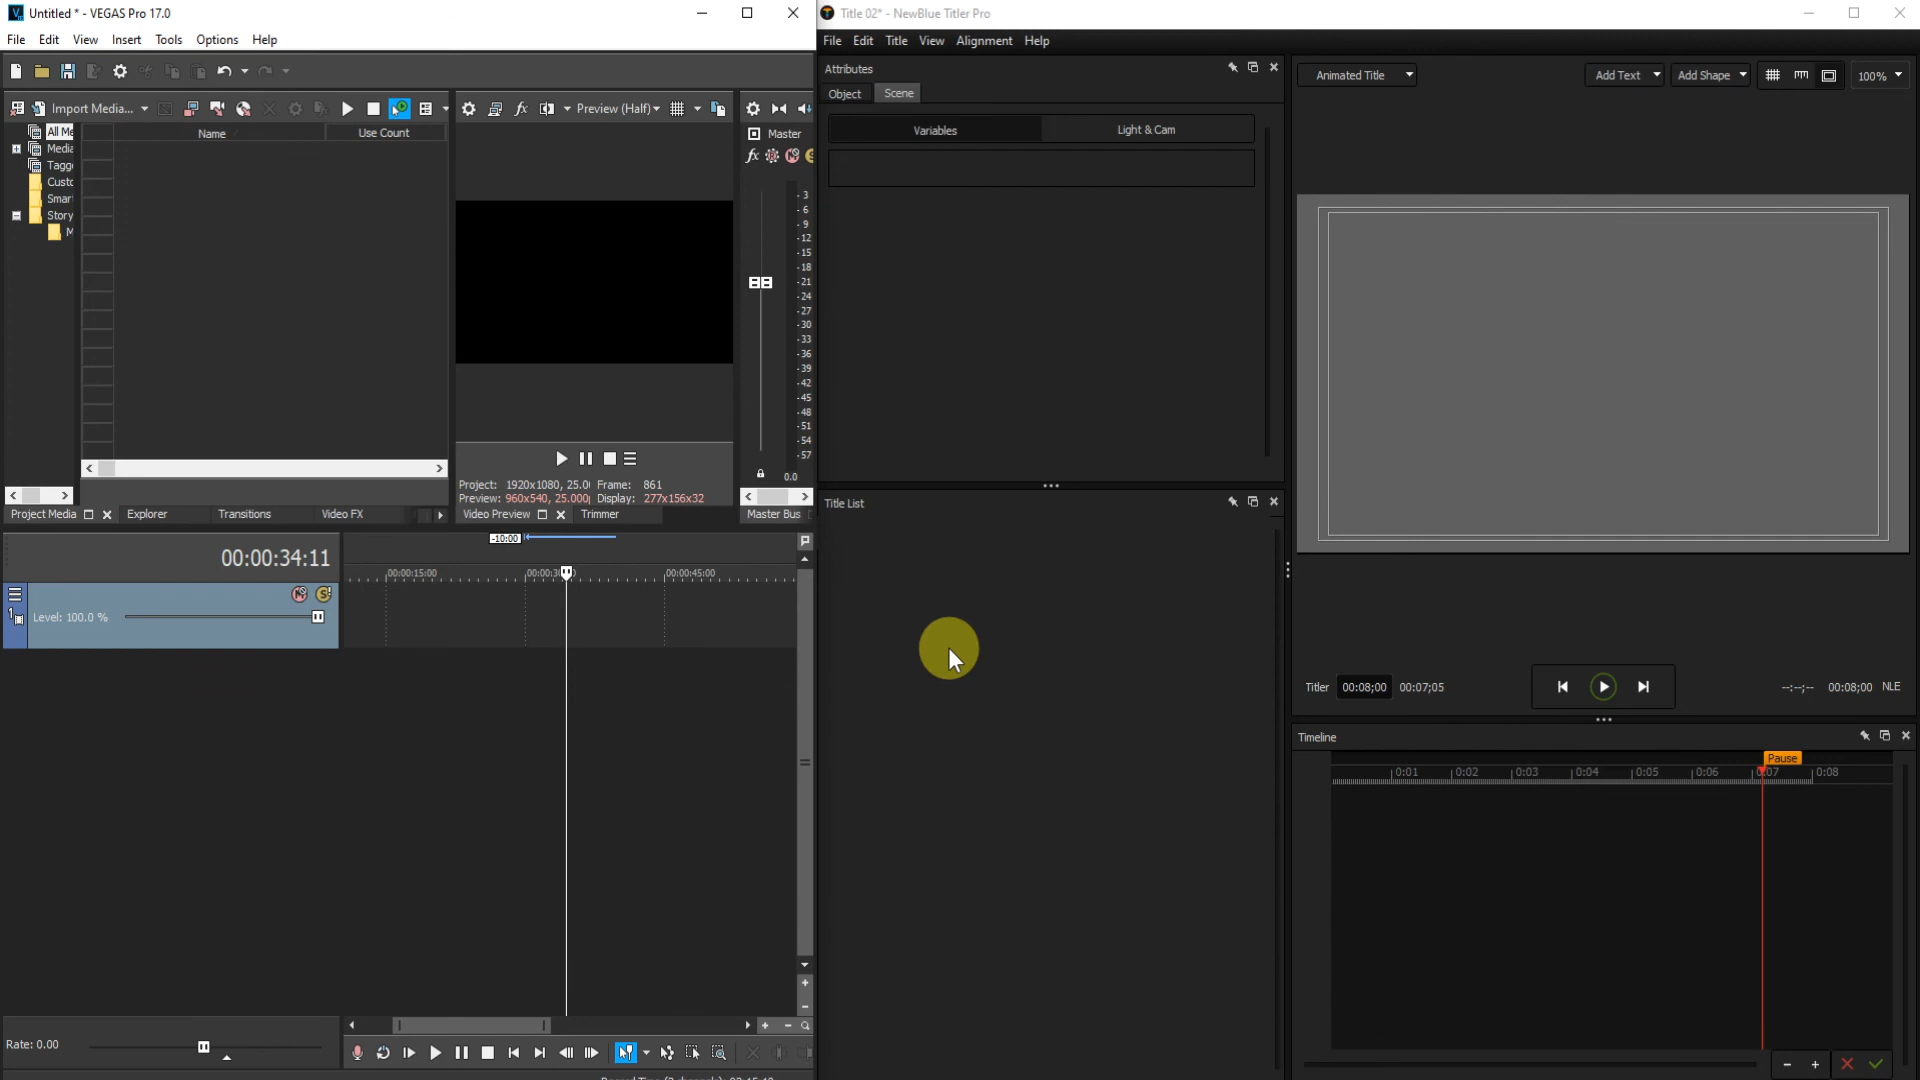 Untitled * - VEGAS Pro 17.0
File Edit View Insert Tools Options Help
Import Media...
Name Use Count
All Me
Media
Tagg
Custo
Smar
Story
M
Project Media Explorer Transitions Video FX
Preview (Half)
Project: 1920x1080, 25.0 Frame: 861
Preview: 960x540, 25.000 Display: 277x156x32
Video Preview Trimmer
Master
fx
-3
-6
-9
-12
-15
-18
-21
-24
-27
-30
-33
-36
-39
-42
-45
-48
-51
-54
-57
0.0
Master Bus
00:00:34:11
-10:00
00:00:15:00 00:00:3 00:00:45:00
1
Level: 100.0 %
Rate: 0.00
Title 02* - NewBlue Titler Pro
File Edit Title View Alignment Help
Attributes
Object Scene
Variables Light & Cam
Title List
Animated Title Add Text Add Shape 100%
Titler 00:08;00 00:07;05 --:--;-- 00:08;00 NLE
Timeline
Pause
0:01 0:02 0:03 0:04 0:05 0:06 0:07 0:08